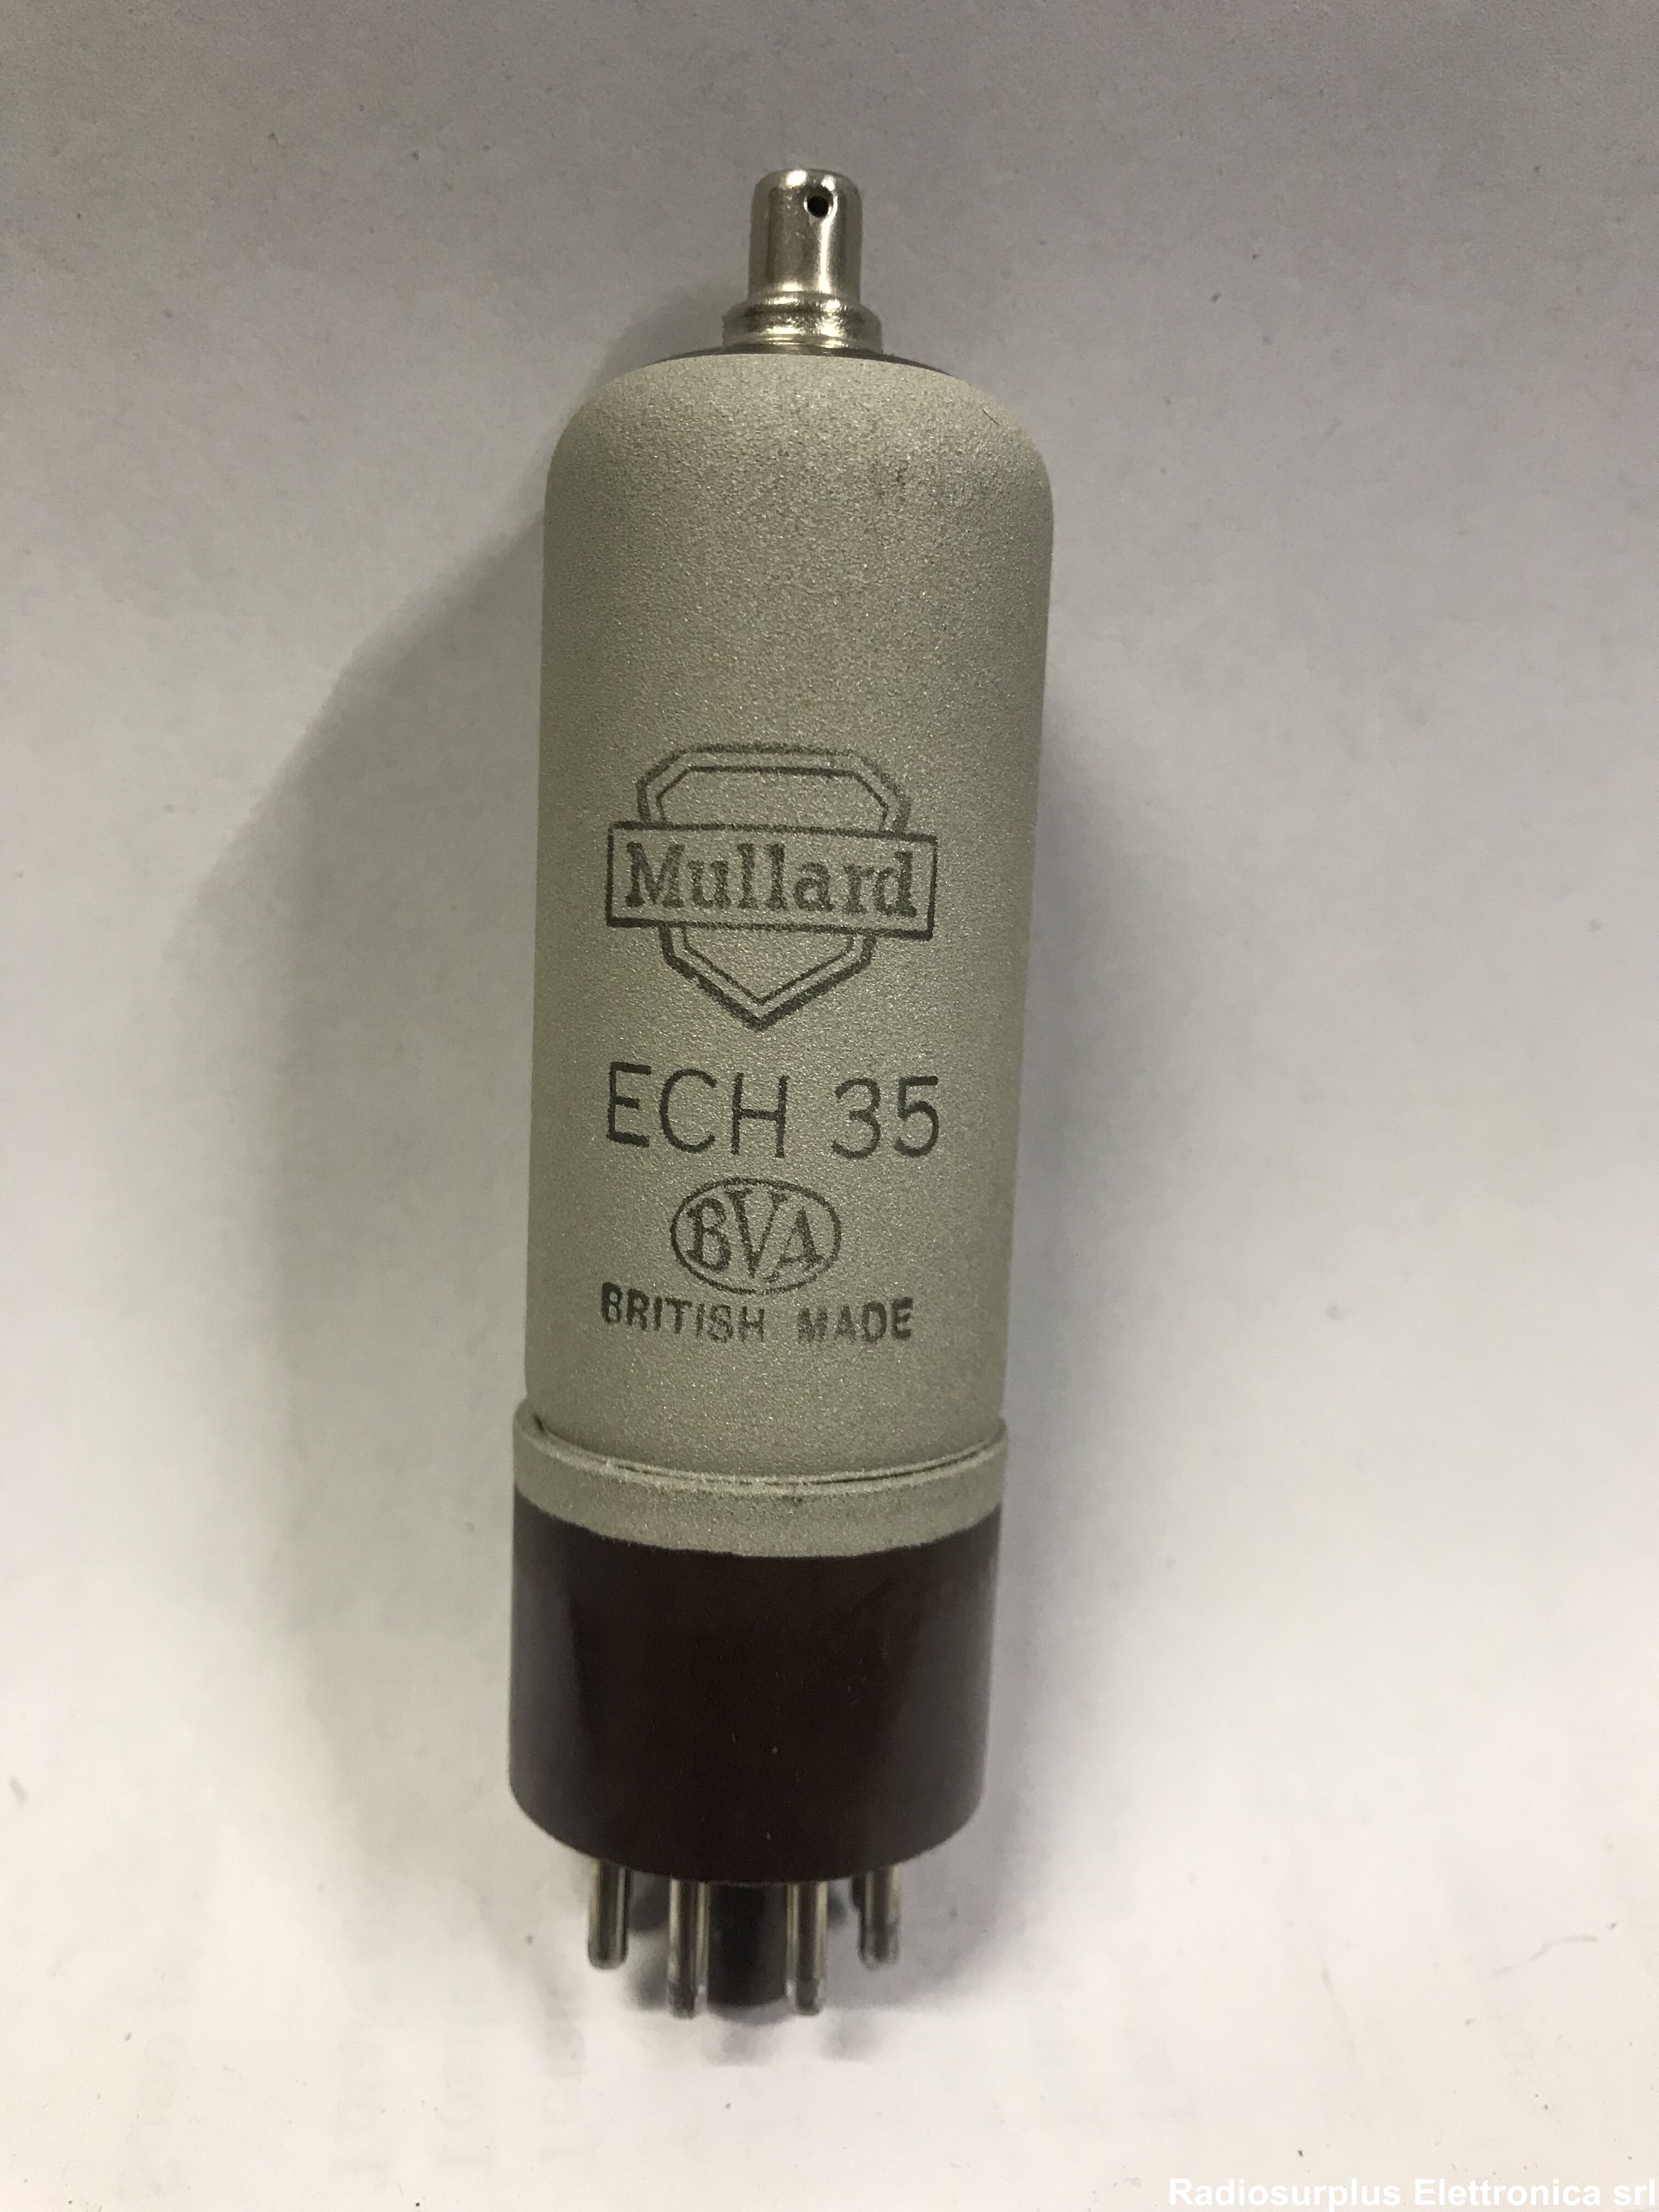 Mullard
ECH 35
BVA
BRITISH MADE
Radiosurplus Elettronica srl